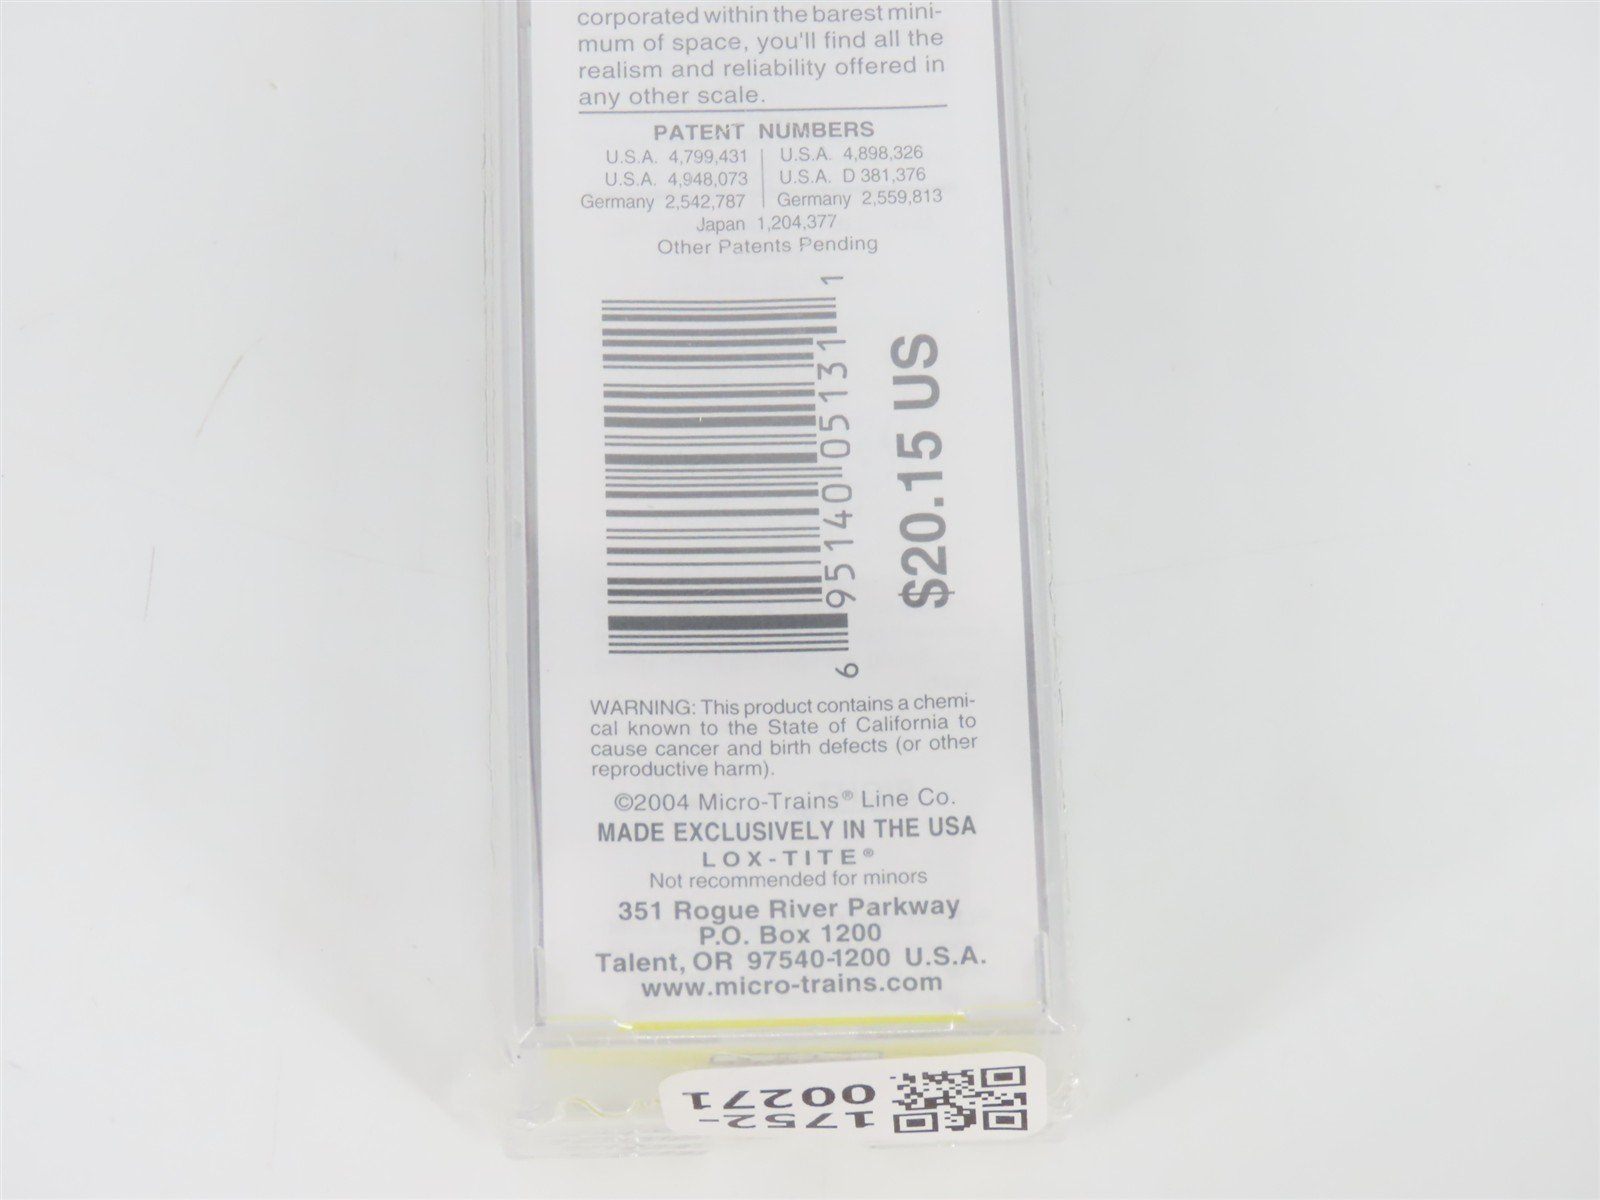 corporated within the barest mini-
mum of space, you'll find all the
realism and reliability offered in
any other scale.
PATENT NUMBERS
U.S.A. 4,799,431 | U.S.A. 4,898,326
U.S.A. 4,948,073 | U.S.A. D 381,376
Germany 2,542,787 | Germany 2,559,813
Japan 1,204,377
Other Patents Pending
6 95140 05131 1
$20.15 US
WARNING: This product contains a chemi-
cal known to the State of California to
cause cancer and birth defects (or other
reproductive harm).
©2004 Micro-Trains® Line Co.
MADE EXCLUSIVELY IN THE USA
LOX-TITE®
Not recommended for minors
351 Rogue River Parkway
P.O. Box 1200
Talent, OR 97540-1200 U.S.A.
www.micro-trains.com
1752-
00271